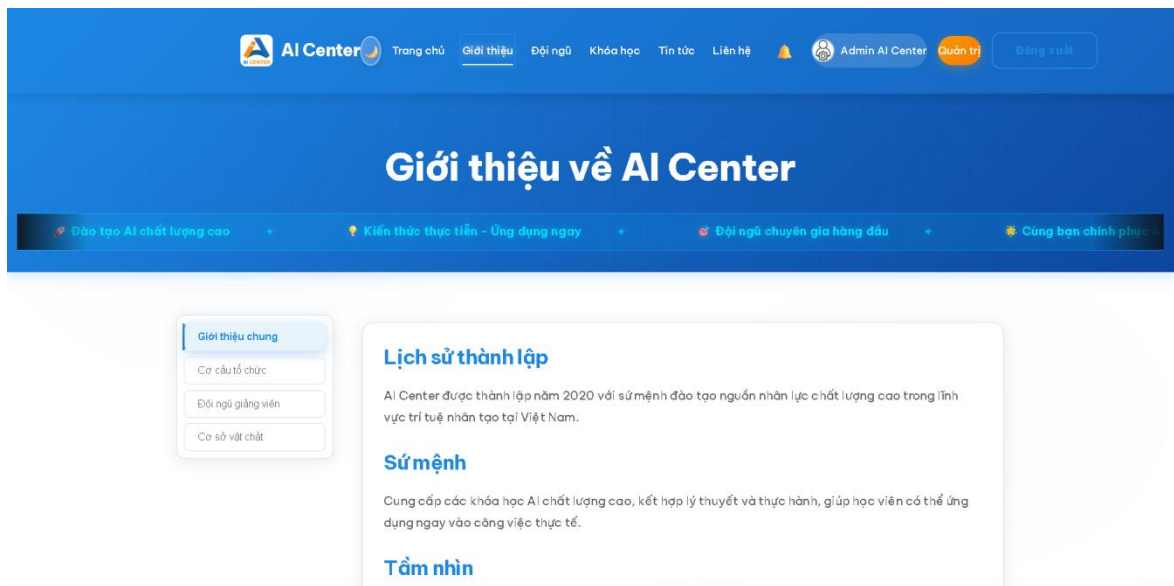 AI CENTER
AI Center Trang chủ Giới thiệu Đội ngũ Khóa học Tin tức Liên hệ Admin AI Center Quản trị Đăng xuất
Giới thiệu về AI Center
Đào tạo AI chất lượng cao + Kiến thức thực tiễn - Ứng dụng ngay + Đội ngũ chuyên gia hàng đầu + Cùng bạn chinh phục A
Giới thiệu chung
Cơ cấu tổ chức
Đội ngũ giảng viên
Cơ sở vật chất
Lịch sử thành lập
AI Center được thành lập năm 2020 với sứ mệnh đào tạo nguồn nhân lực chất lượng cao trong lĩnh
vực trí tuệ nhân tạo tại Việt Nam.
Sứ mệnh
Cung cấp các khóa học AI chất lượng cao, kết hợp lý thuyết và thực hành, giúp học viên có thể ứng
dụng ngay vào công việc thực tế.
Tầm nhìn